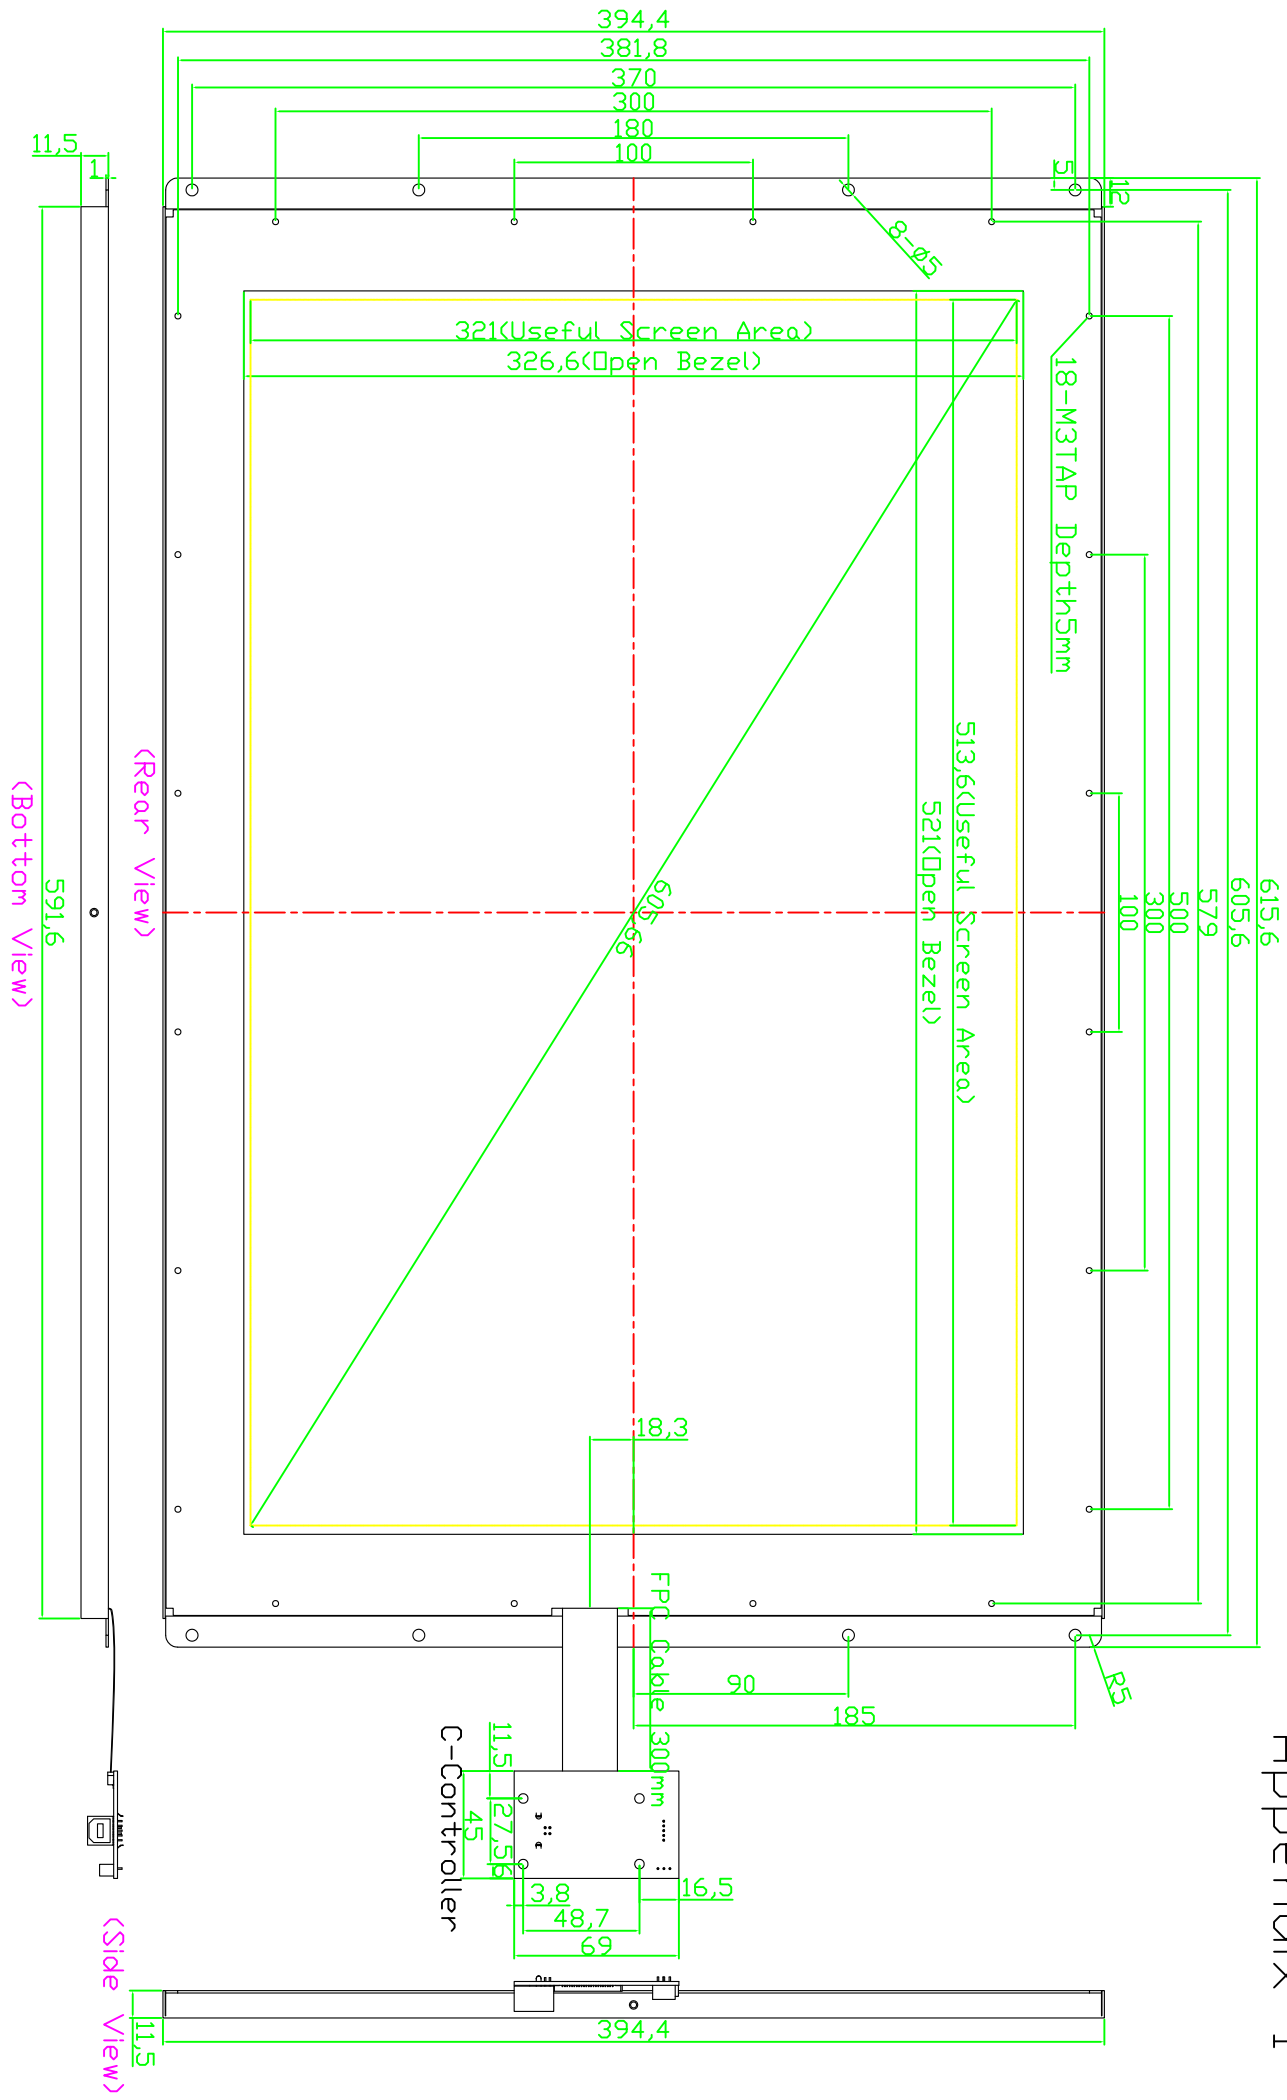 394,4
381,8
370
300
180
100
11,5
1
5
12
8-ø5
321(Useful Screen Area)
326,6(Open Bezel)
18-M3TAP Depth5mm
513,6(Useful Screen Area)
521(Open Bezel)
605,66
615,6
605,6
579
500
300
100
(Rear View)
591,6
(Bottom View)
18,3
FPC Cable 300mm
90
185
R5
11,5
27,5
6
45
C-Controller
3,8
16,5
48,7
69
Appendix 1
(Side View)
11,5
394,4